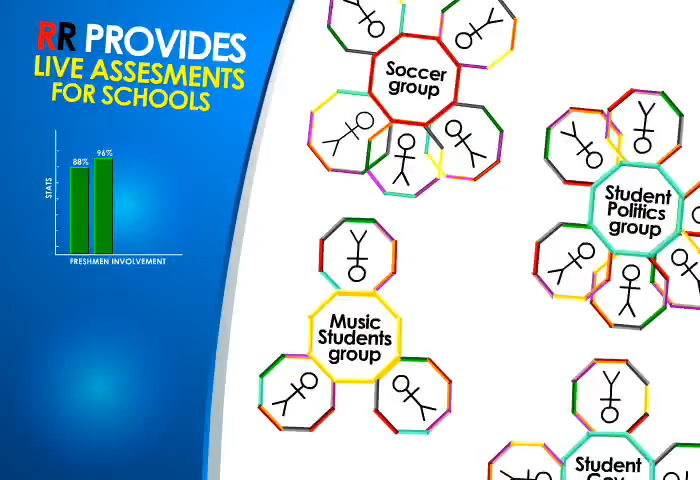 RR PROVIDES
LIVE ASSESMENTS
FOR SCHOOLS
88%
96%
STATS
FRESHMEN INVOLVEMENT
Soccer
group
Student
Politics
group
Music
Students
group
Student